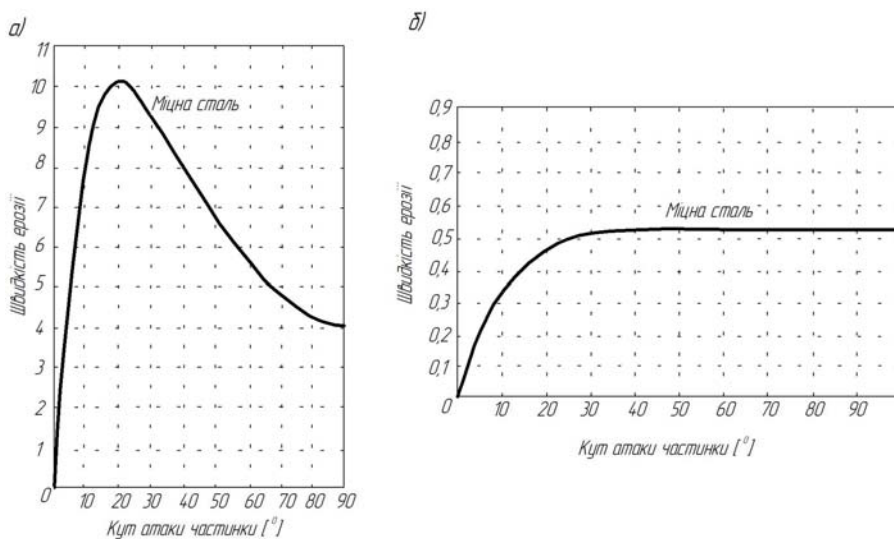 а)
11
10
9
8
7
6
5
4
3
2
1
0
Швидкість ерозії
Міцна сталь
10 20 30 40 50 60 70 80 90
Кут атаки частинки [°]
б)
0,9
0,8
0,7
0,6
0,5
0,4
0,3
0,2
0,1
0
Швидкість ерозії
Міцна сталь
10 20 30 40 50 60 70 80 90
Кут атаки частинки [°]